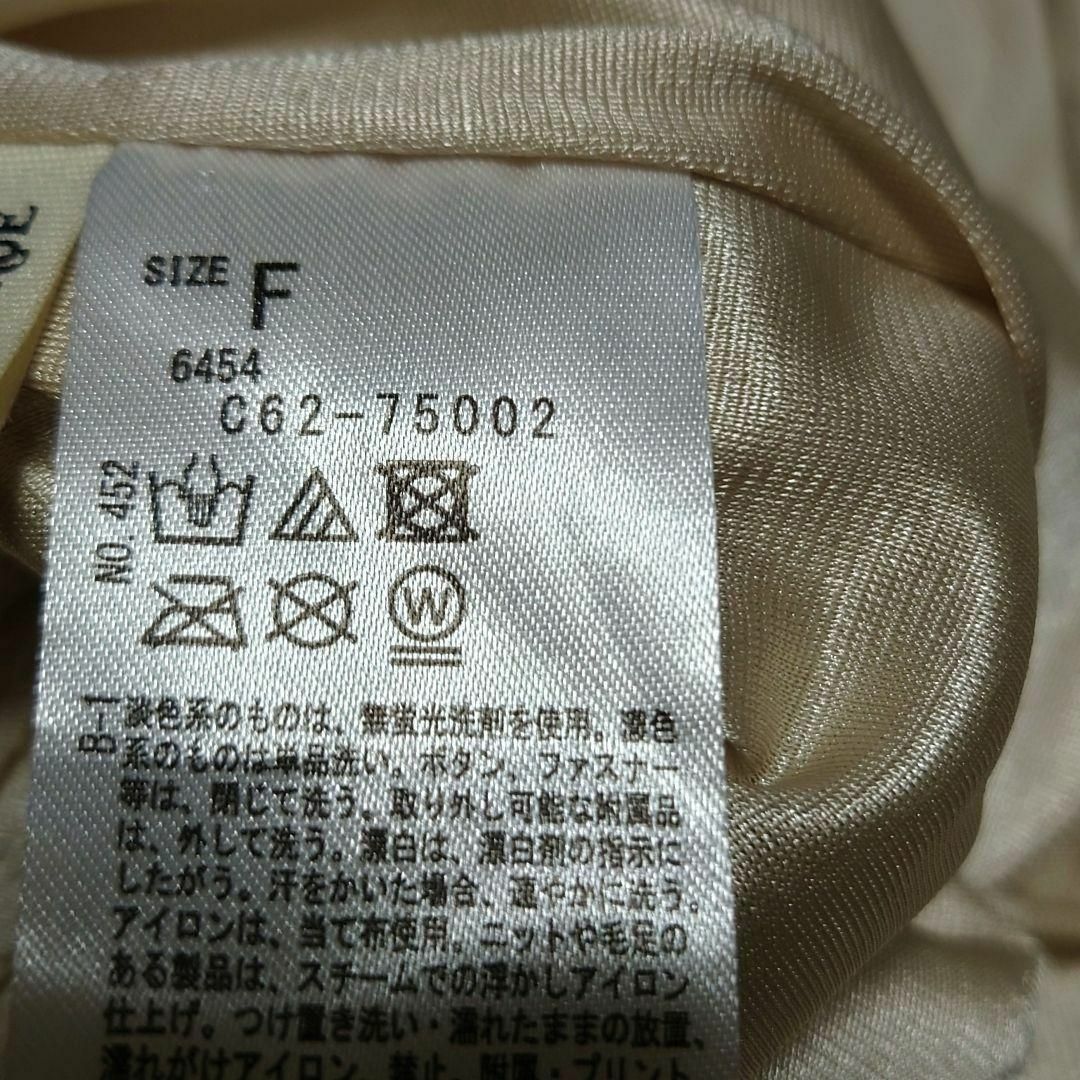 SIZE F
6454
C62-75002
NO. 452
W
B-1
淡色系のものは、無蛍光洗剤を使用。濃色
系のものは単品洗い。ボタン、ファスナー
等は、閉じて洗う。取り外し可能な附属品
は、外して洗う。漂白は、漂白剤の指示に
したがう。汗をかいた場合、速やかに洗う。
アイロンは、当て布使用。ニットや毛足の
ある製品は、スチームでの浮かしアイロン
仕上げ。つけ置き洗い・濡れたままの放置、
濡れがけアイロン、禁止。附属・プリント